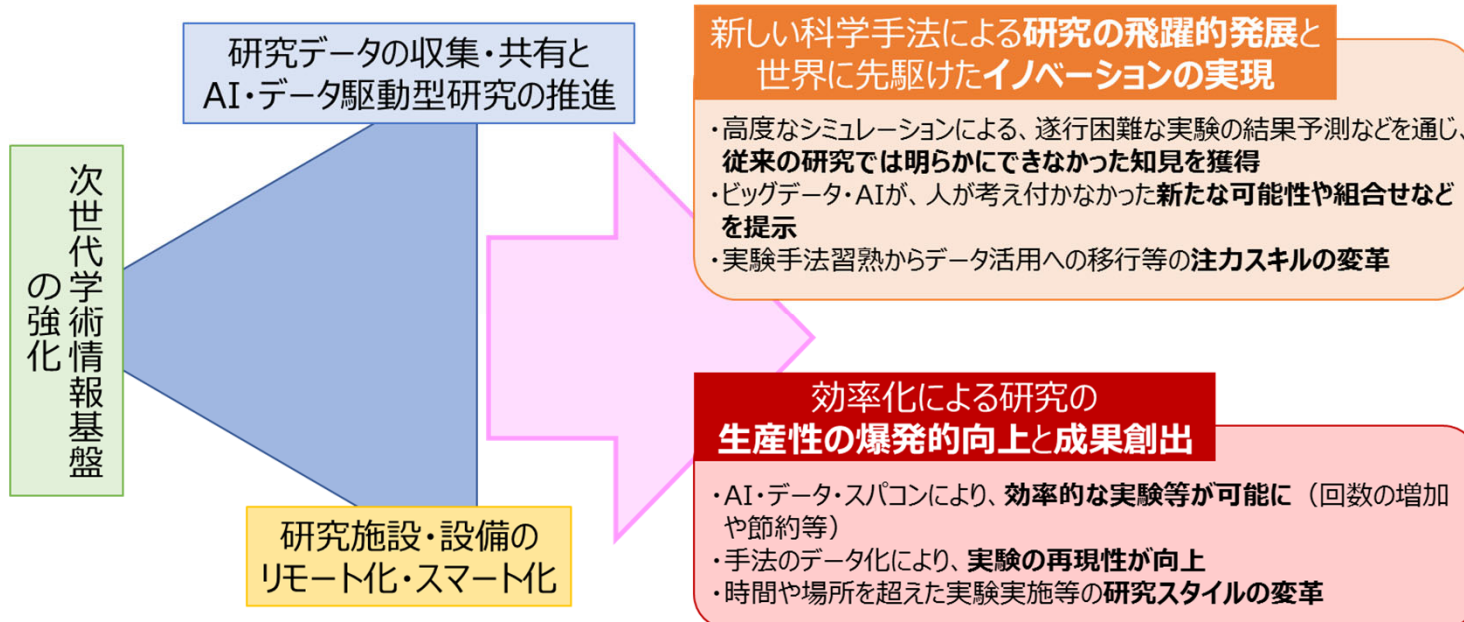 研究データの収集・共有と
AI・データ駆動型研究の推進
次世代学術情報基盤
の強化
研究施設・設備の
リモート化・スマート化
新しい科学手法による研究の飛躍的発展と
世界に先駆けたイノベーションの実現
・高度なシミュレーションによる、遂行困難な実験の結果予測などを通じ、
従来の研究では明らかにできなかった知見を獲得
・ビッグデータ・AIが、人が考え付かなかった新たな可能性や組合せなど
を提示
・実験手法習熟からデータ活用への移行等の注力スキルの変革
効率化による研究の
生産性の爆発的向上と成果創出
・AI・データ・スパコンにより、効率的な実験等が可能に（回数の増加
や節約等）
・手法のデータ化により、実験の再現性が向上
・時間や場所を超えた実験実施等の研究スタイルの変革